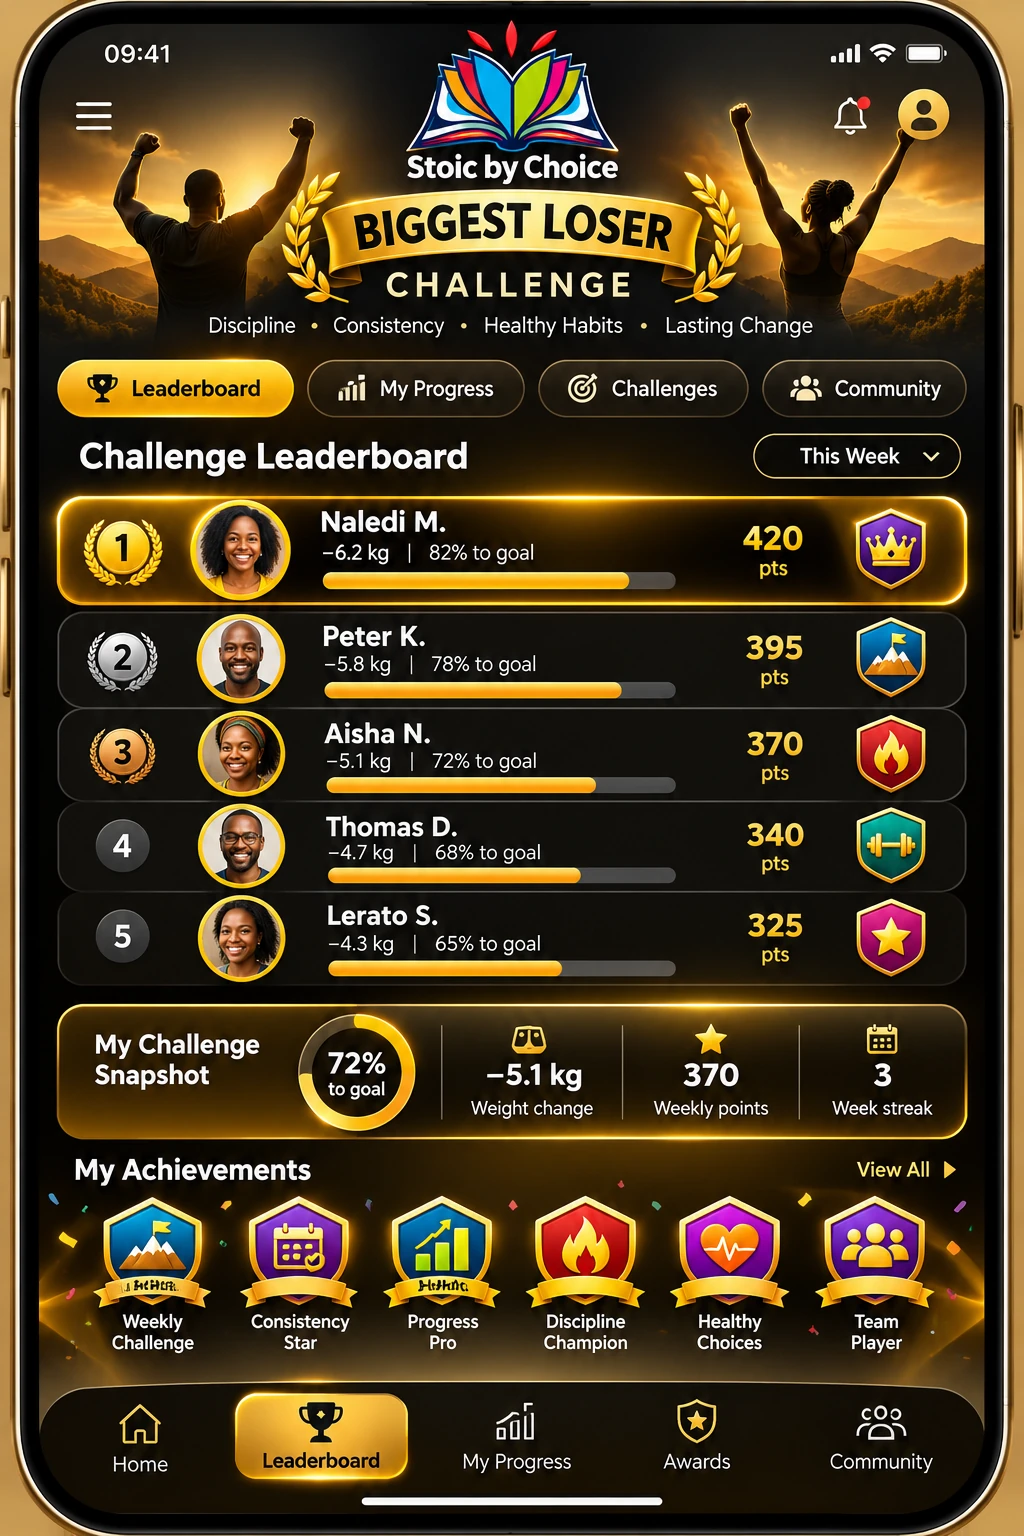 09:41
Stoic by Choice
BIGGEST LOSER
CHALLENGE
Discipline • Consistency • Healthy Habits • Lasting Change
Leaderboard
My Progress
Challenges
Community
Challenge Leaderboard
This Week
1
Naledi M.
−6.2 kg | 82% to goal
420
pts
2
Peter K.
−5.8 kg | 78% to goal
395
pts
3
Aisha N.
−5.1 kg | 72% to goal
370
pts
4
Thomas D.
−4.7 kg | 68% to goal
340
pts
5
Lerato S.
−4.3 kg | 65% to goal
325
pts
My Challenge
Snapshot
72%
to goal
−5.1 kg
Weight change
370
Weekly points
3
Week streak
My Achievements
View All
Weekly
Challenge
Consistency
Star
Progress
Pro
Discipline
Champion
Healthy
Choices
Team
Player
Home
Leaderboard
My Progress
Awards
Community